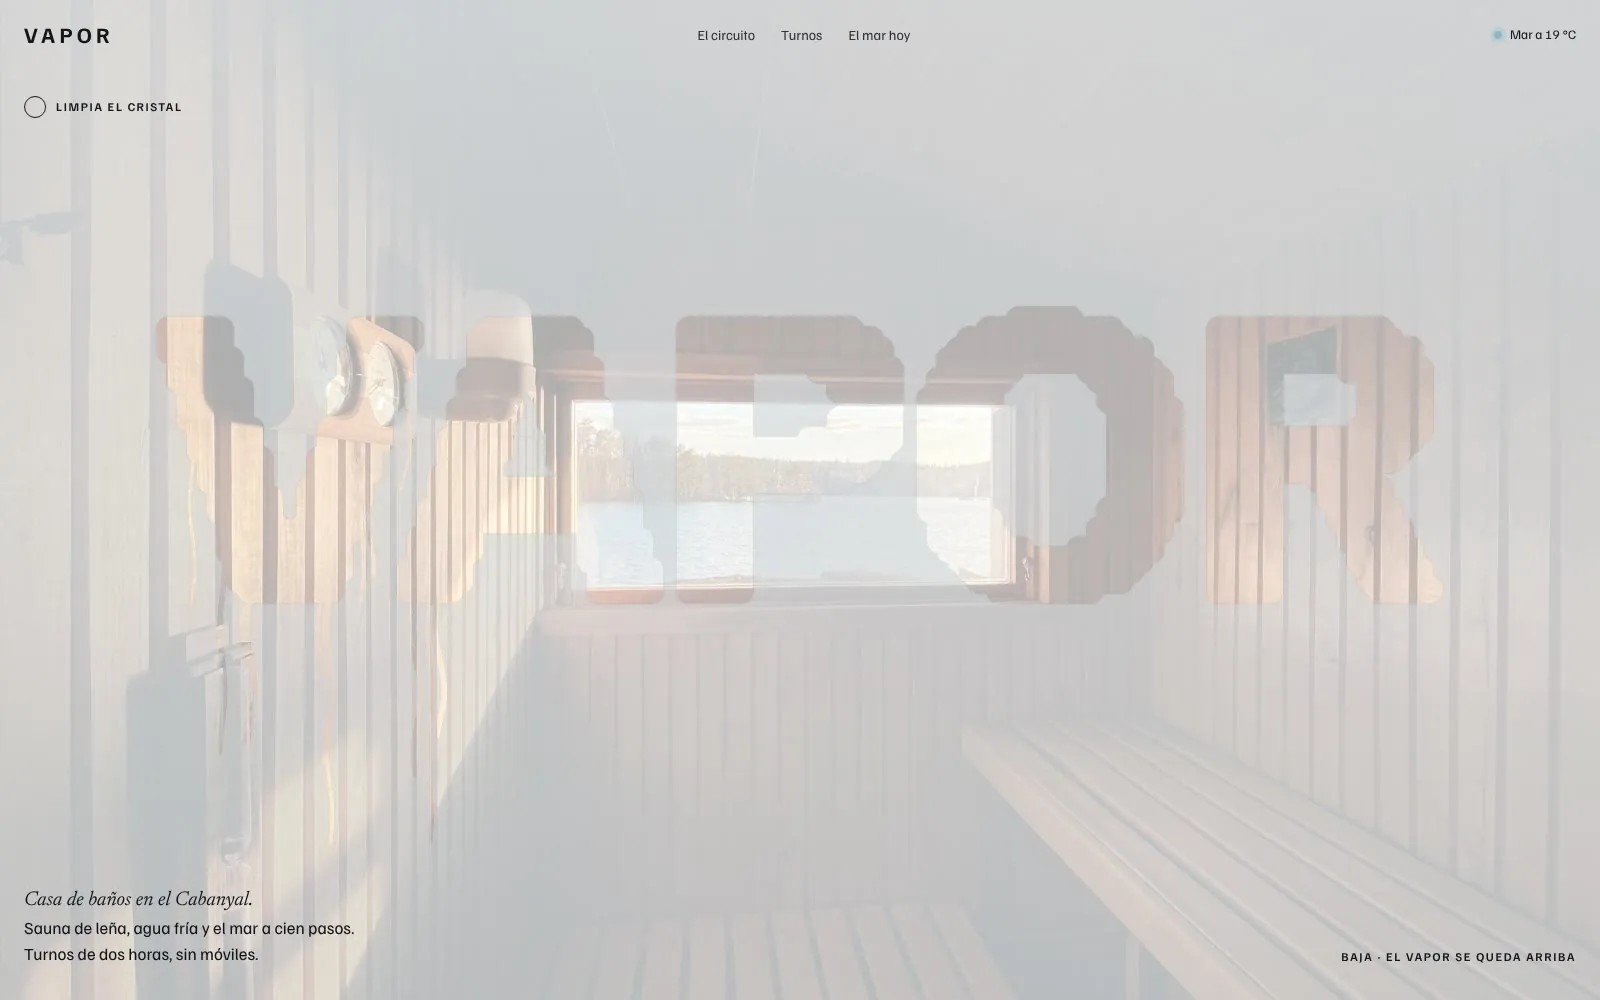 VAPOR
El circuito Turnos El mar hoy
Mar a 19 °C
LIMPIA EL CRISTAL
VAPOR
Casa de baños en el Cabanyal.
Sauna de leña, agua fría y el mar a cien pasos.
Turnos de dos horas, sin móviles.
BAJA · EL VAPOR SE QUEDA ARRIBA